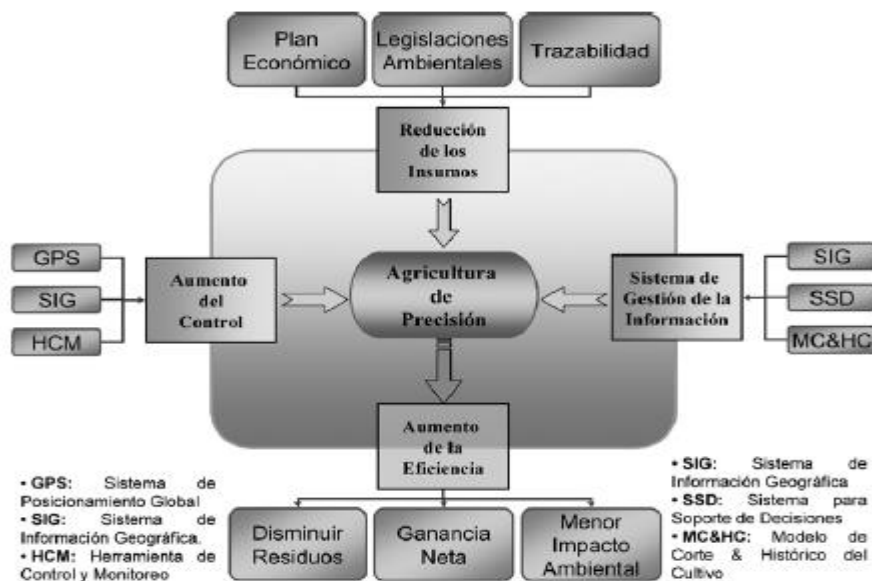 Plan
Económico
Legislaciones
Ambientales
Trazabilidad
Reducción
de los
Insumos
GPS
SIG
HCM
Aumento
del
Control
Agricultura
de
Precisión
Sistema de
Gestión de la
Información
SIG
SSD
MC&HC
Aumento
de la
Eficiencia
• GPS: Sistema de
Posicionamiento Global
• SIG: Sistema de
Información Geográfica.
• HCM: Herramienta de
Control y Monitoreo
Disminuir
Residuos
Ganancia
Neta
Menor
Impacto
Ambiental
• SIG: Sistema de
Información Geográfica
• SSD: Sistema para
Soporte de Decisiones
• MC&HC: Modelo de
Corte & Histórico del
Cultivo